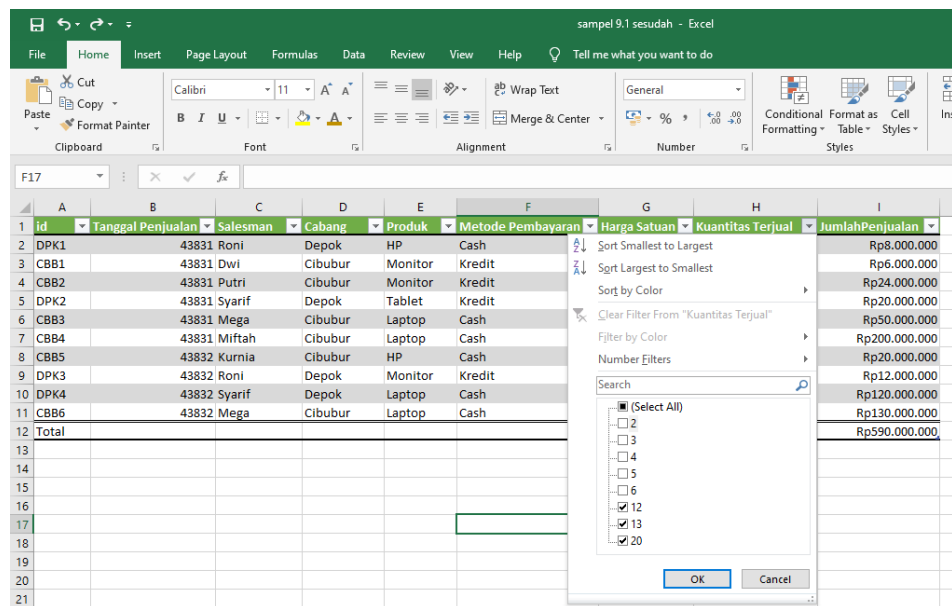 sampel 9.1 sesudah - Excel
File Home Insert Page Layout Formulas Data Review View Help Tell me what you want to do
Paste Cut Copy Format Painter
Calibri 11 A A
B I U A
ab c Wrap Text
Merge & Center
General
% , .00 .00
Conditional Formatting Format as Table Cell Styles
Clipboard Font Alignment Number Styles
F17 fx
A B C D E F G H I
1 id Tanggal Penjualan Salesman Cabang Produk Metode Pembayaran Harga Satuan Kuantitas Terjual JumlahPenjualan
2 DPK1 43831 Roni Depok HP Cash Rp8.000.000
3 CBB1 43831 Dwi Cibubur Monitor Kredit Rp6.000.000
4 CBB2 43831 Putri Cibubur Monitor Kredit Rp24.000.000
5 DPK2 43831 Syarif Depok Tablet Kredit Rp20.000.000
6 CBB3 43831 Mega Cibubur Laptop Cash Rp50.000.000
7 CBB4 43831 Miftah Cibubur Laptop Cash Rp200.000.000
8 CBB5 43832 Kurnia Cibubur HP Cash Rp20.000.000
9 DPK3 43832 Roni Depok Monitor Kredit Rp12.000.000
10 DPK4 43832 Syarif Depok Laptop Cash Rp120.000.000
11 CBB6 43832 Mega Cibubur Laptop Cash Rp130.000.000
12 Total Rp590.000.000
13
14
15
16
17
18
19
20
21
Sort Smallest to Largest
Sort Largest to Smallest
Sort by Color
Clear Filter From "Kuantitas Terjual"
Filter by Color
Number Filters
Search
(Select All)
2
3
4
5
6
12
13
20
OK Cancel